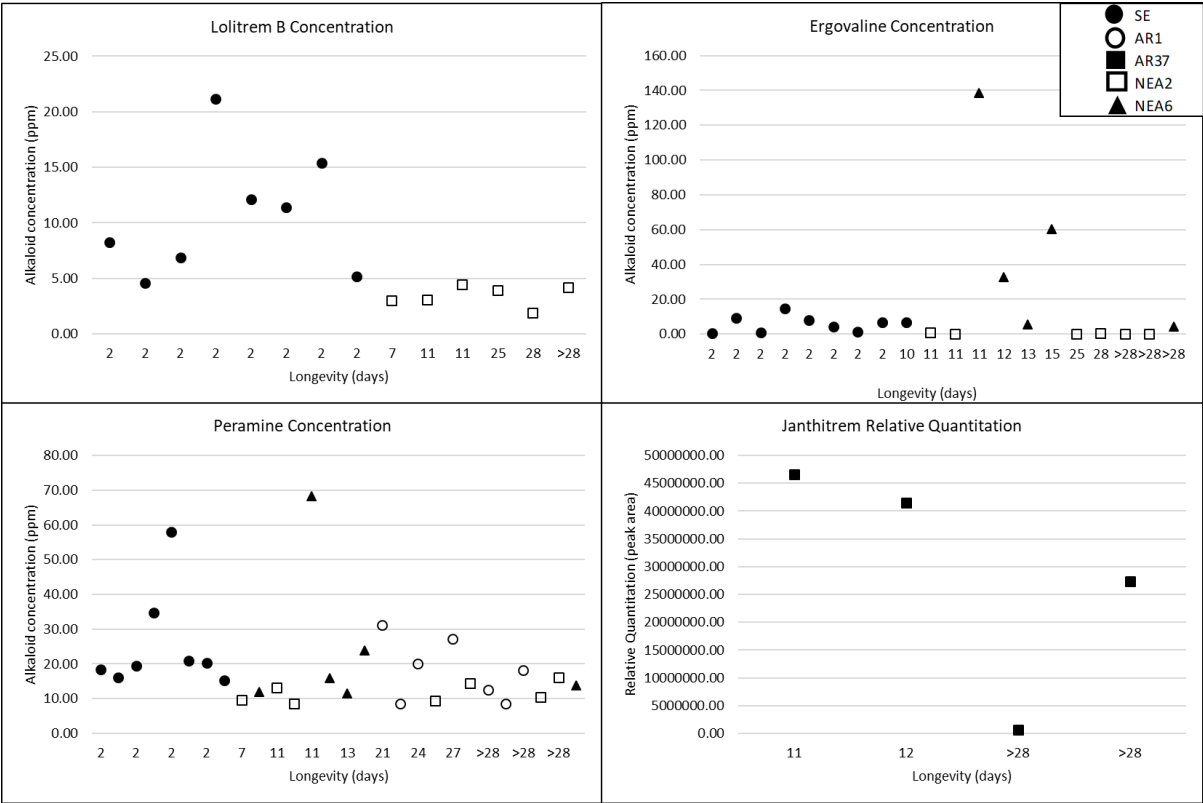 Lolitrem B Concentration
Alkaloid concentration (ppm)
25.00
20.00
15.00
10.00
5.00
0.00
2 2 2 2 2 2 2 2 7 11 11 25 28 >28
Longevity (days)
Ergovaline Concentration
Alkaloid concentration (ppm)
160.00
140.00
120.00
100.00
80.00
60.00
40.00
20.00
0.00
2 2 2 2 2 2 2 2 10 11 11 11 12 13 15 25 28 >28 >28 >28
Longevity (days)
SE
AR1
AR37
NEA2
NEA6
Peramine Concentration
Alkaloid concentration (ppm)
80.00
70.00
60.00
50.00
40.00
30.00
20.00
10.00
0.00
2 2 2 2 7 11 11 13 21 24 27 >28 >28 >28
Longevity (days)
Janthitrem Relative Quantitation
Relative Quantitation (peak area)
50000000.00
45000000.00
40000000.00
35000000.00
30000000.00
25000000.00
20000000.00
15000000.00
10000000.00
5000000.00
0.00
11 12 >28 >28
Longevity (days)